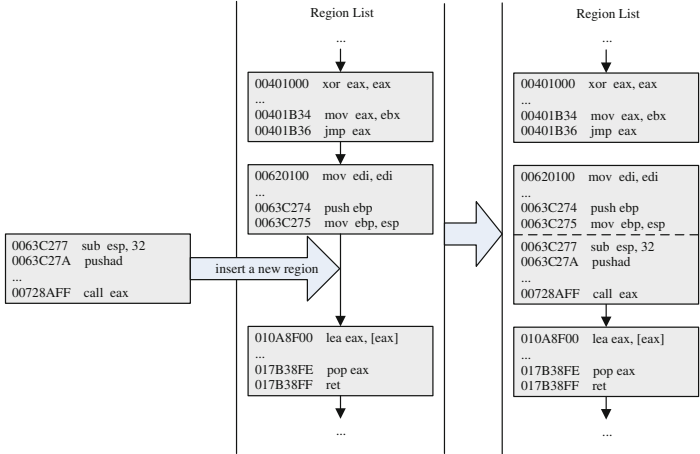 Region List
...
00401000 xor eax, eax
...
00401B34 mov eax, ebx
00401B36 jmp eax
00620100 mov edi, edi
...
0063C274 push ebp
0063C275 mov ebp, esp
0063C277 sub esp, 32
0063C27A pushad
...
00728AFF call eax
insert a new region
010A8F00 lea eax, [eax]
...
017B38FE pop eax
017B38FF ret
...
Region List
...
00401000 xor eax, eax
...
00401B34 mov eax, ebx
00401B36 jmp eax
00620100 mov edi, edi
...
0063C274 push ebp
0063C275 mov ebp, esp
0063C277 sub esp, 32
0063C27A pushad
...
00728AFF call eax
010A8F00 lea eax, [eax]
...
017B38FE pop eax
017B38FF ret
...